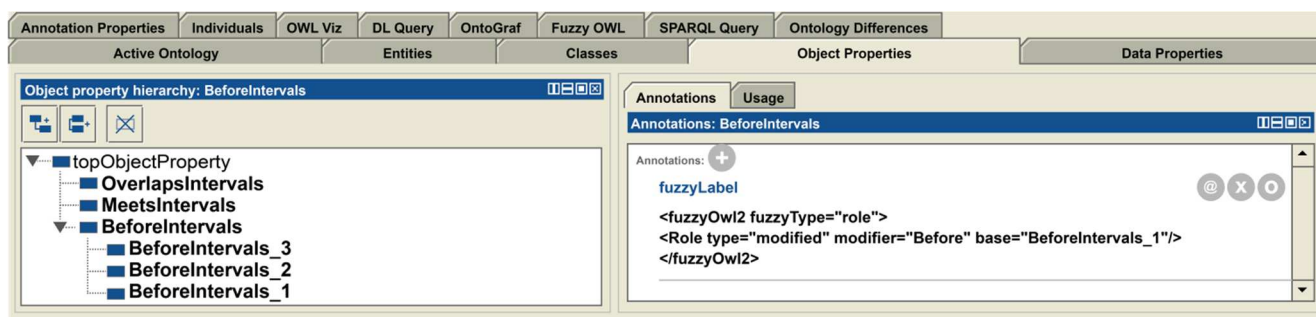 Annotation Properties Individuals OWL Viz DL Query OntoGraf Fuzzy OWL SPARQL Query Ontology Differences
Active Ontology Entities Classes Object Properties Data Properties
Object property hierarchy: BeforeIntervals
topObjectProperty
OverlapsIntervals
MeetsIntervals
BeforeIntervals
BeforeIntervals_3
BeforeIntervals_2
BeforeIntervals_1
Annotations Usage
Annotations: BeforeIntervals
Annotations: +
fuzzyLabel @ X O
<fuzzyOwl2 fuzzyType="role">
<Role type="modified" modifier="Before" base="BeforeIntervals_1"/>
</fuzzyOwl2>